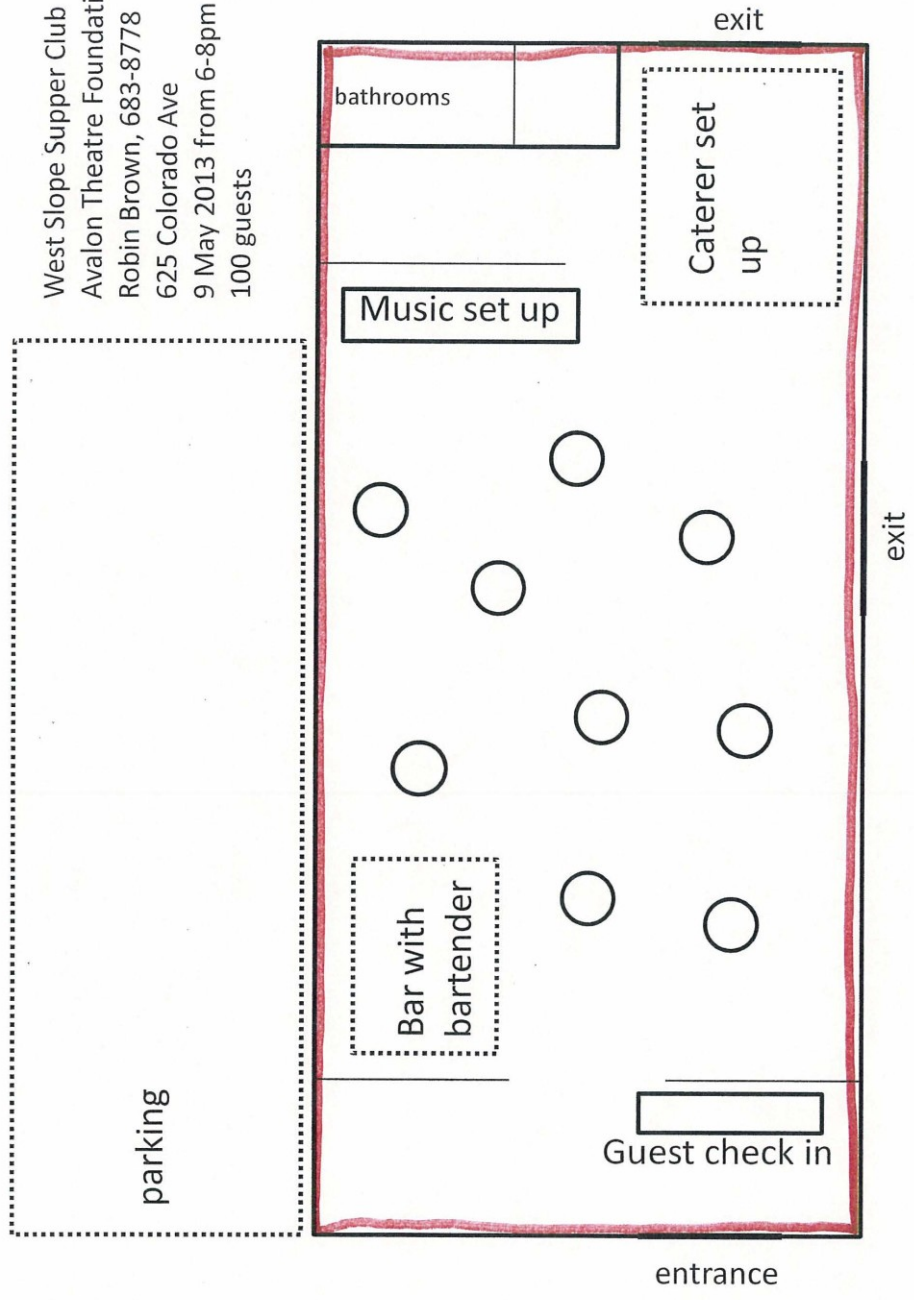 West Slope Supper Club
Avalon Theatre Foundati
Robin Brown, 683-8778
625 Colorado Ave
9 May 2013 from 6-8pm
100 guests
exit
bathrooms
Caterer set
up
Music set up
exit
Bar with
bartender
parking
Guest check in
entrance